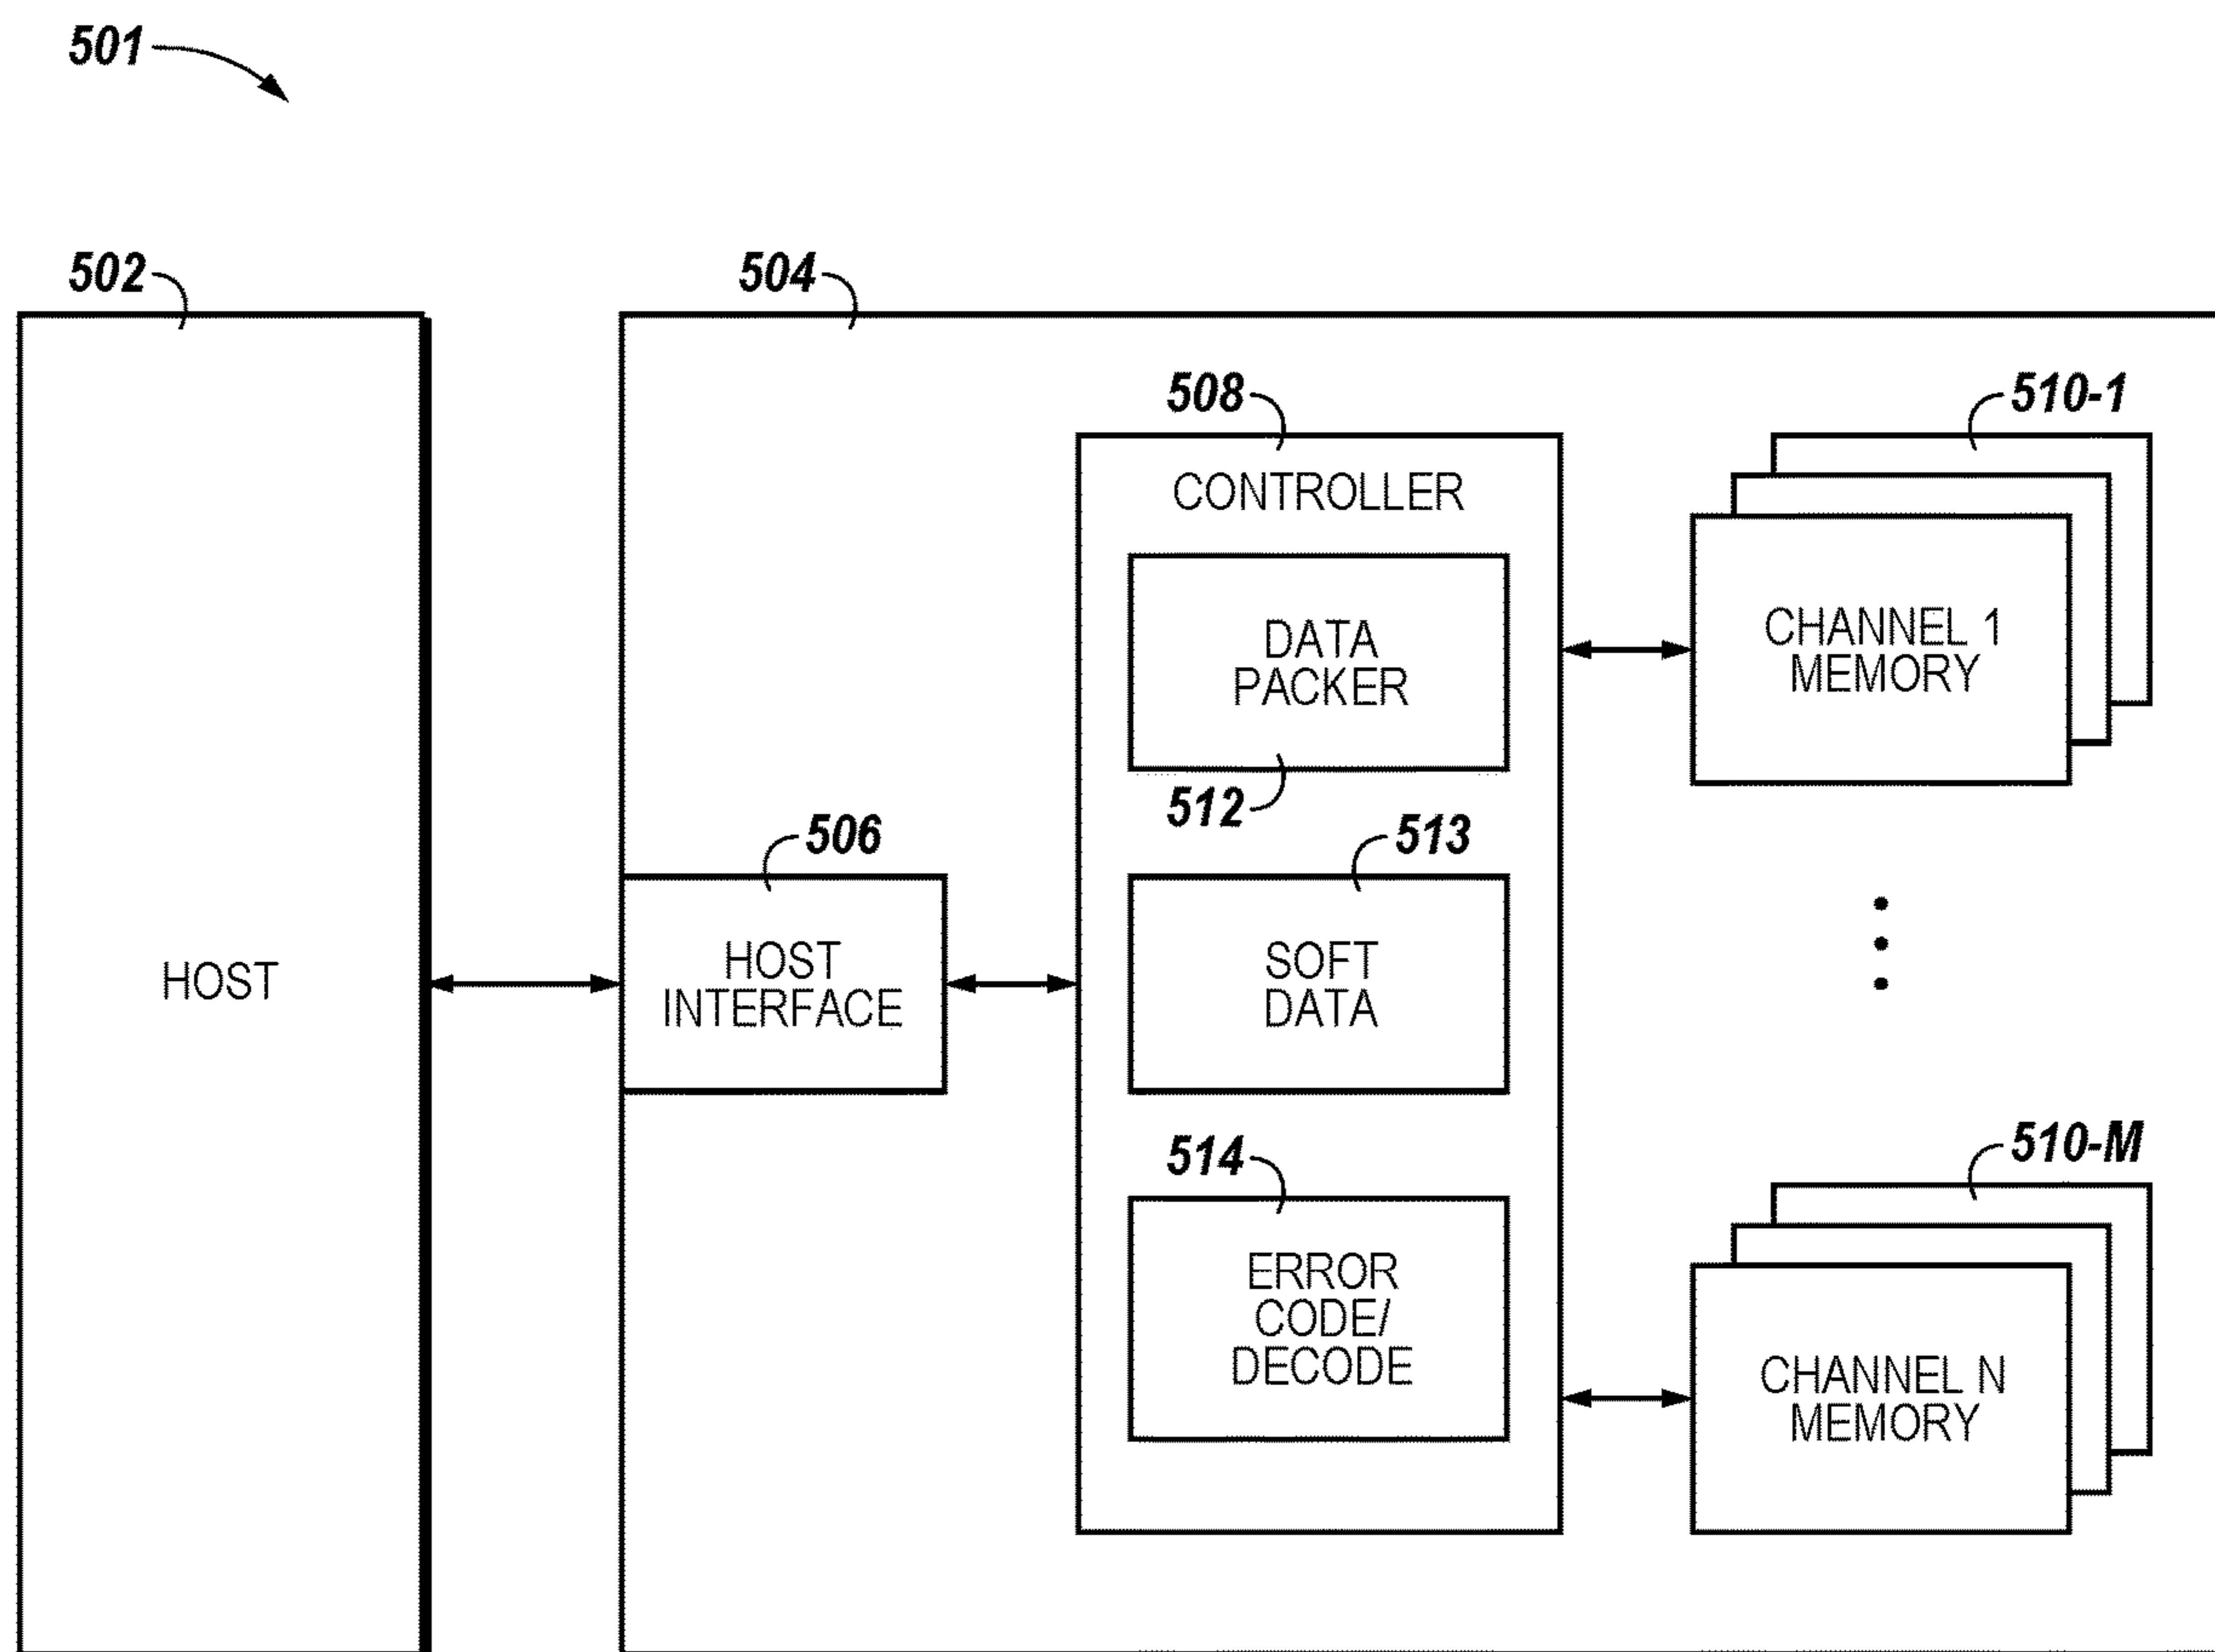 501
502
504
508
510-1
CONTROLLER
DATA
PACKER
CHANNEL 1
MEMORY
512
506
513
HOST
HOST
INTERFACE
SOFT
DATA
514
510-M
ERROR
CODE/
DECODE
CHANNEL N
MEMORY